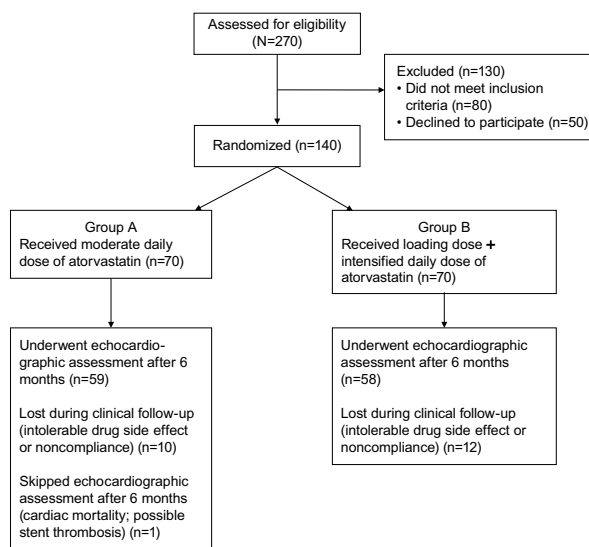 Assessed for eligibility
(N=270)
Excluded (n=130)
• Did not meet inclusion
criteria (n=80)
• Declined to participate (n=50)
Randomized (n=140)
Group A
Received moderate daily
dose of atorvastatin (n=70)
Group B
Received loading dose +
intensified daily dose of
atorvastatin (n=70)
Underwent echocardio-
graphic assessment after 6
months (n=59)
Lost during clinical follow-up
(intolerable drug side effect
or noncompliance) (n=10)
Skipped echocardiographic
assessment after 6 months
(cardiac mortality; possible
stent thrombosis) (n=1)
Underwent echocardiographic
assessment after 6 months
(n=58)
Lost during clinical follow-up
(intolerable drug side effect or
noncompliance) (n=12)